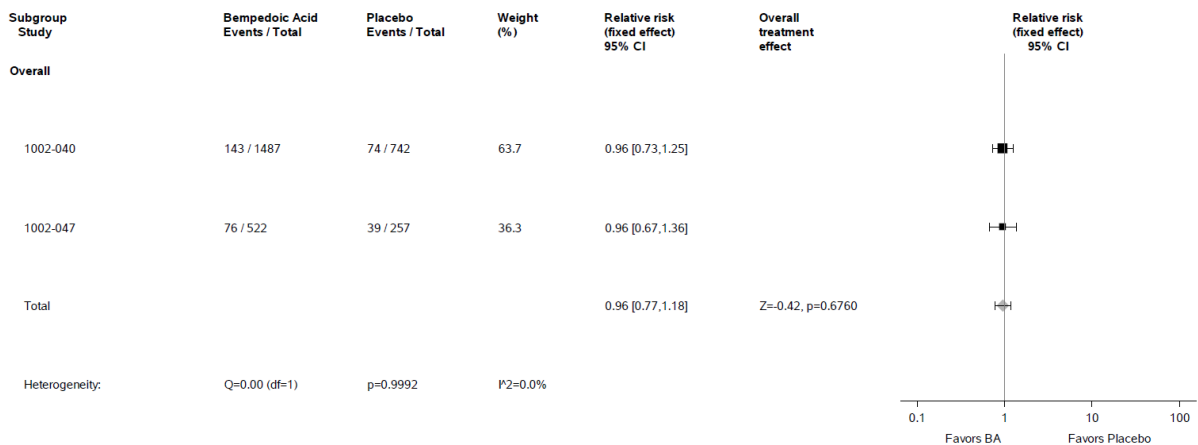 Subgroup Bempedoic Acid Placebo Weight Relative risk Overall Relative risk
Study Events / Total Events / Total (%) (fixed effect) treatment (fixed effect)
95% CI effect 95% CI
Overall
1002-040 143 / 1487 74 / 742 63.7 0.96 [0.73,1.25]
1002-047 76 / 522 39 / 257 36.3 0.96 [0.67,1.36]
Total 0.96 [0.77,1.18] Z=-0.42, p=0.6760
Heterogeneity: Q=0.00 (df=1) p=0.9992 I^2=0.0%
0.1 1 10 100
Favors BA Favors Placebo